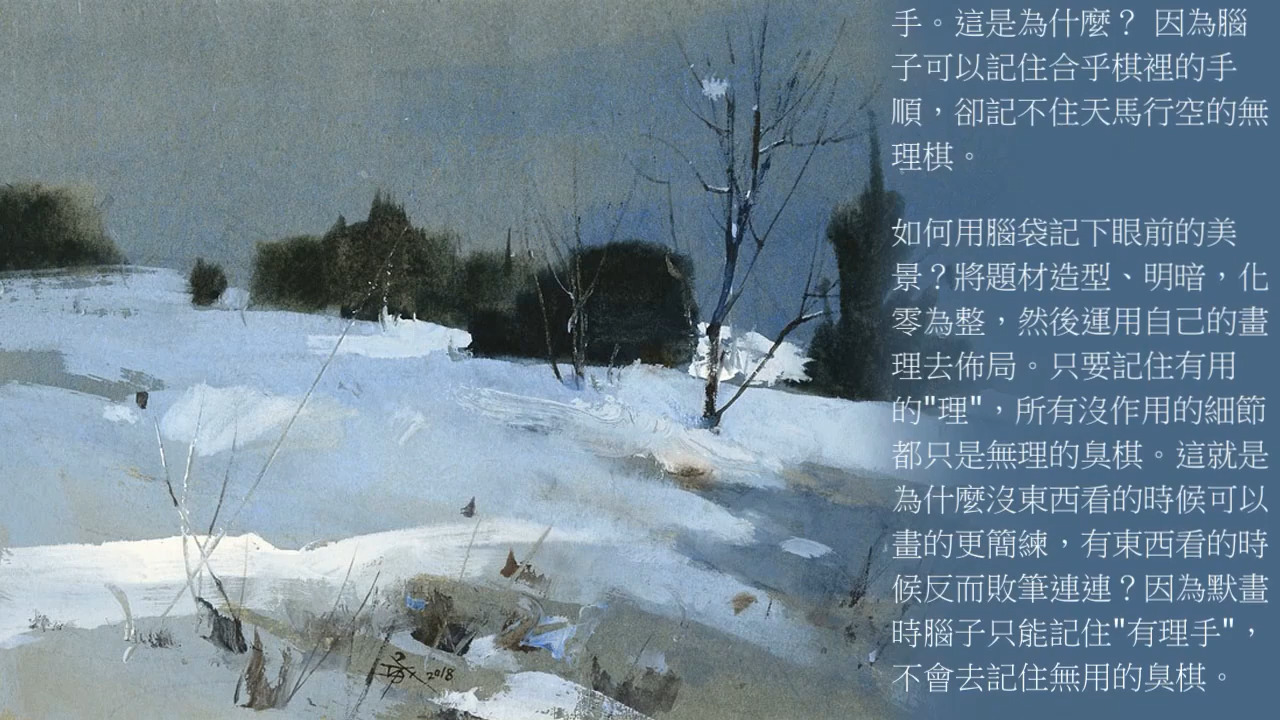 手。這是為什麼？ 因為腦
子可以記住合乎棋裡的手
順，卻記不住天馬行空的無
理棋。
如何用腦袋記下眼前的美
景？將題材造型、明暗，化
零為整，然後運用自己的畫
理去佈局。只要記住有用
的"理"，所有沒作用的細節
都只是無理的臭棋。這就是
為什麼沒東西看的時候可以
畫的更簡練，有東西看的時
候反而敗筆連連？因為默畫
時腦子只能記住"有理手"，
不會去記住無用的臭棋。
2018